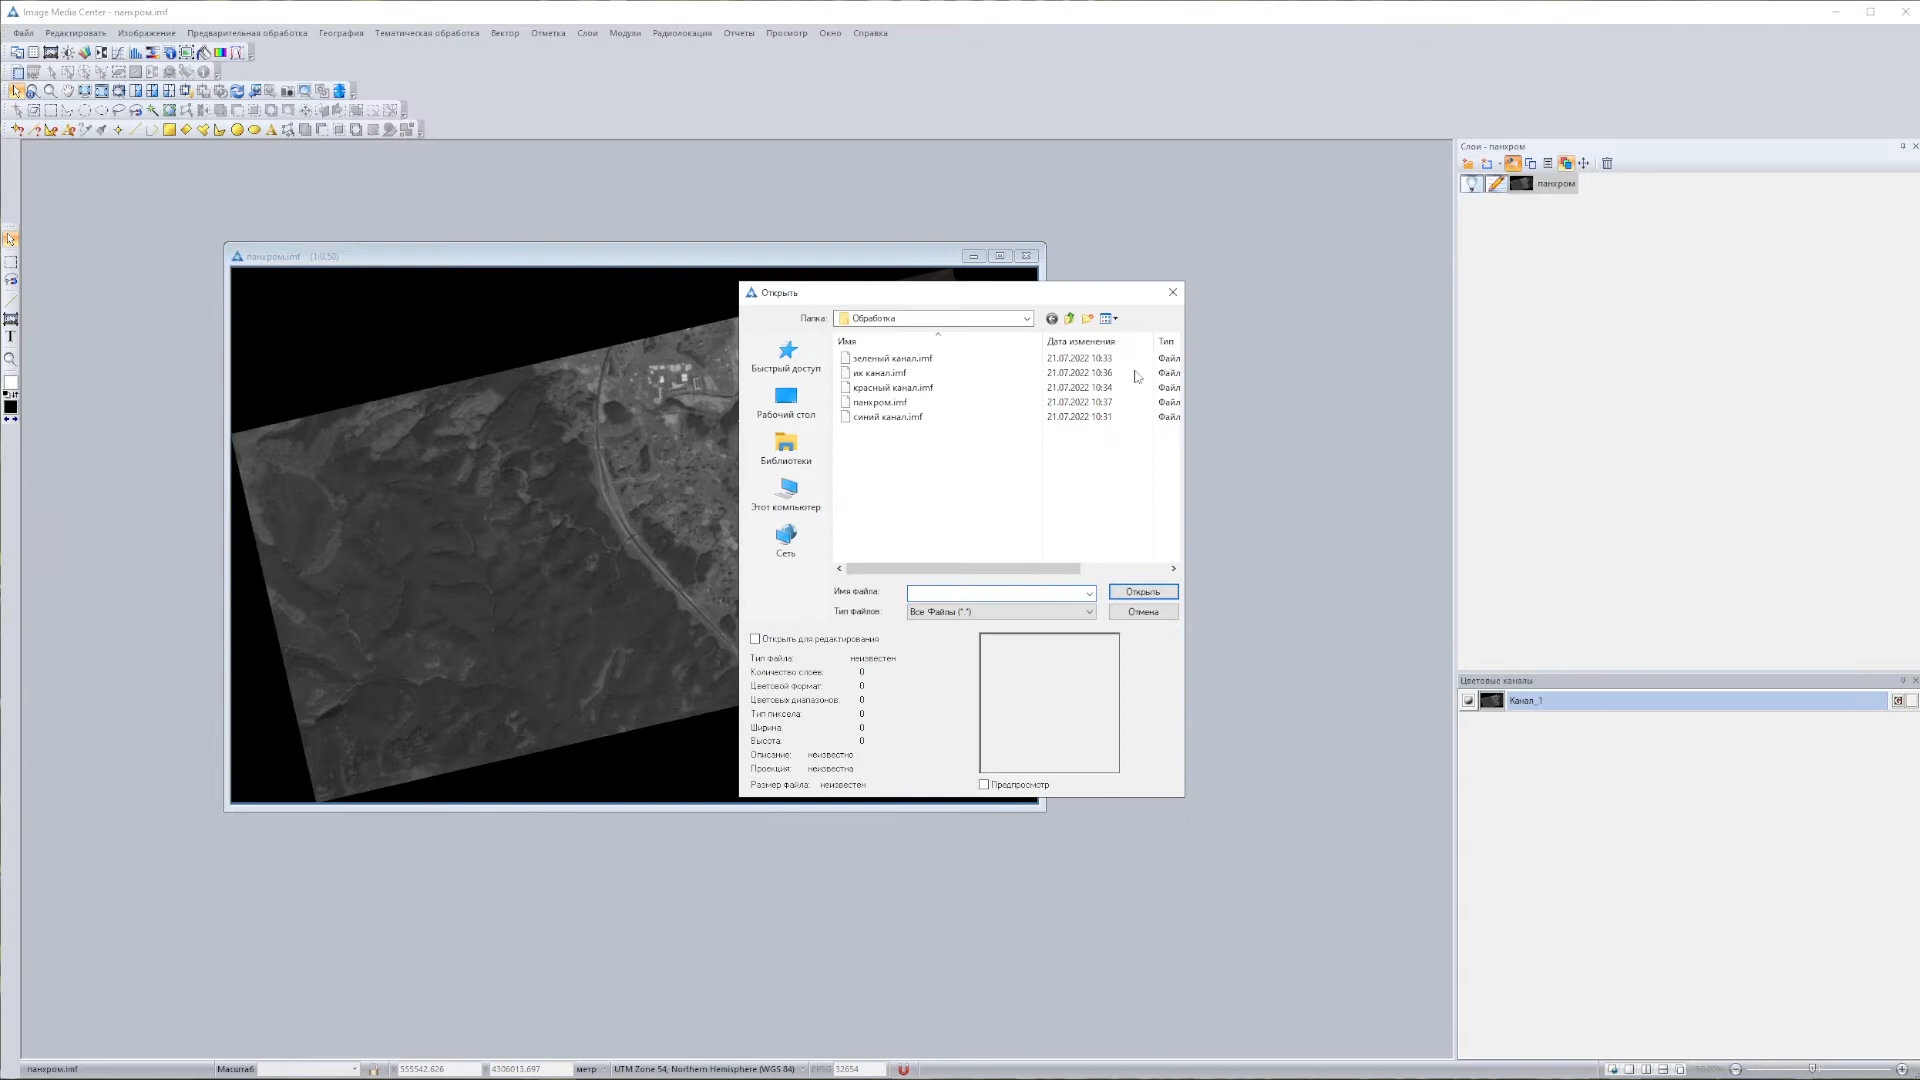 Image Media Center - панхром.imf
Файл Редактировать Изображение Предварительная обработка География Тематическая обработка Вектор Отметка Слои Модули Радиолокация Отчеты Просмотр Окно Справка
Слои - панхром
панхром
панхром.imf (1:0.50)
Открыть
Папка: Обработка
Имя Дата изменения Тип
зеленый канал.imf 21.07.2022 10:33 Файл
ик канал.imf 21.07.2022 10:36 Файл
красный канал.imf 21.07.2022 10:34 Файл
панхром.imf 21.07.2022 10:37 Файл
синий канал.imf 21.07.2022 10:31 Файл
Быстрый доступ
Рабочий стол
Библиотеки
Этот компьютер
Сеть
Имя файла: Открыть
Тип файлов: Все Файлы (*.*) Отмена
Открыть для редактирования
Тип файла: неизвестен
Количество слоев: 0
Цветовой формат: 0
Цветовых диапазонов: 0
Тип пиксела: 0
Ширина: 0
Высота: 0
Описание: неизвестно
Проекция: неизвестна
Размер файла: неизвестен
Предпросмотр
Цветовые каналы
Канал_1
панхром.imf Масштаб X 555542.626 Y 4306013.697 метр UTM Zone 54, Northern Hemisphere (WGS 84) EPSG 32654 50.00%